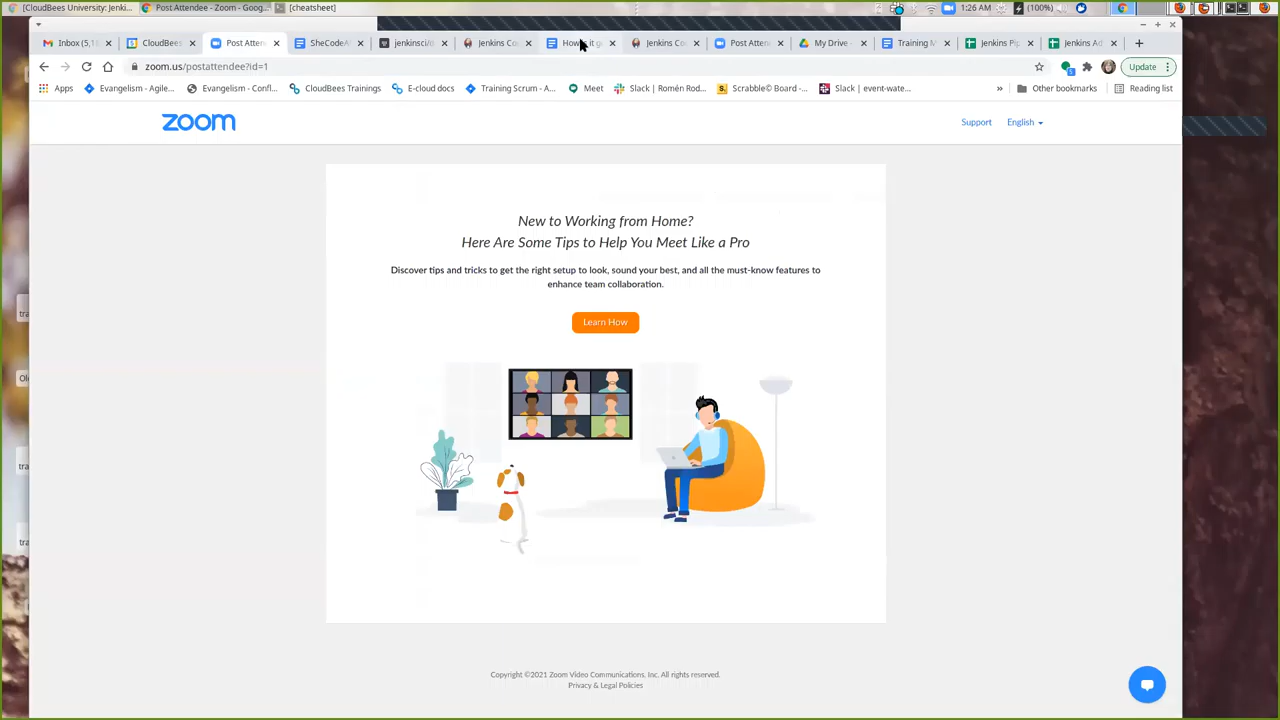 [CloudBees University: Jenki... Post Attendee - Zoom - Goog... [cheatsheet] 1:26 AM (100%)
Inbox (5,1 CloudBees Post Atten SheCodeA jenkinsci/ Jenkins Co Jenkins Co Post Atten My Drive Training M Jenkins Pip Jenkins Ad
zoom.us/postattendee?id=1 Update
Apps Evangelism - Agile... Evangelism - Confl... CloudBees Trainings E-cloud docs Training Scrum - A... Meet Slack | Romén Rod... Scrabble© Board -... Slack | event-wate... » Other bookmarks Reading list
zoom Support English
New to Working from Home?
Here Are Some Tips to Help You Meet Like a Pro
Discover tips and tricks to get the right setup to look, sound your best, and all the must-know features to
enhance team collaboration.
Learn How
Copyright ©2021 Zoom Video Communications, Inc. All rights reserved.
Privacy & Legal Policies